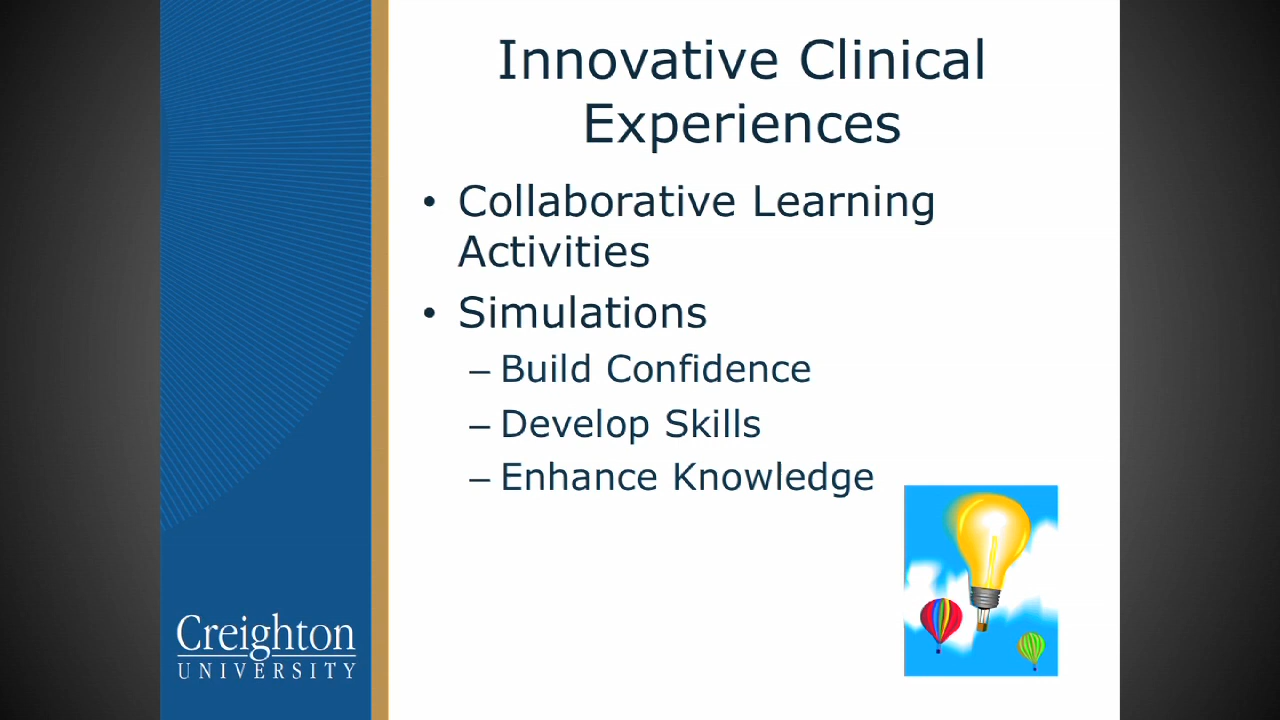 Innovative Clinical
Experiences
• Collaborative Learning
Activities
• Simulations
– Build Confidence
– Develop Skills
– Enhance Knowledge
Creighton
UNIVERSITY